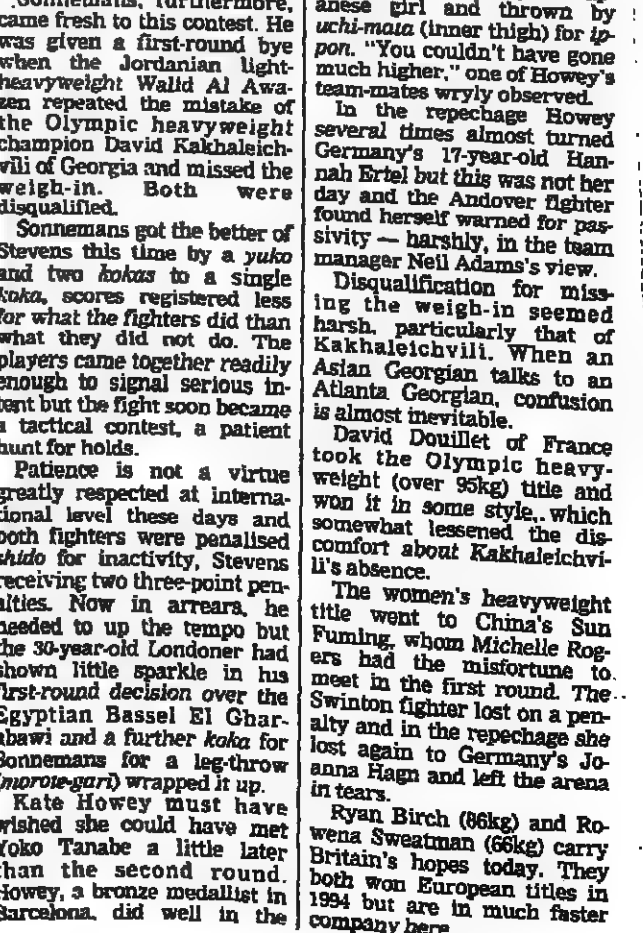 Sonnemans, furthermore,
came fresh to this contest. He
was given a first-round bye
when the Jordanian light-
heavyweight Walid Al Awa-
zen repeated the mistake of
the Olympic heavyweight
champion David Kakhaleich-
vili of Georgia and missed the
weigh-in. Both were
disqualified.
Sonnemans got the better of
Stevens this time by a yuko
and two kokas to a single
koka, scores registered less
for what the fighters did than
what they did not do. The
players came together readily
enough to signal serious in-
tent but the fight soon became
a tactical contest, a patient
hunt for holds.
Patience is not a virtue
greatly respected at interna-
tional level these days and
both fighters were penalised
shido for inactivity, Stevens
receiving two three-point pen-
alties. Now in arrears, he
needed to up the tempo but
the 30-year-old Londoner had
shown little sparkle in his
first-round decision over the
Egyptian Bassel El Ghar-
abawi and a further koka for
Sonnemans for a leg-throw
(morote-gari) wrapped it up.
Kate Howey must have
wished she could have met
Yoko Tanabe a little later
than the second round.
Howey, a bronze medallist in
Barcelona, did well in the
anese girl and thrown by
uchi-mata (inner thigh) for ip-
pon. "You couldn't have gone
much higher," one of Howey's
team-mates wryly observed.
In the repechage Howey
several times almost turned
Germany's 17-year-old Han-
nah Ertel but this was not her
day and the Andover fighter
found herself warned for pas-
sivity — harshly, in the team
manager Neil Adams's view.
Disqualification for miss-
ing the weigh-in seemed
harsh, particularly that of
Kakhaleichvili. When an
Asian Georgian talks to an
Atlanta Georgian, confusion
is almost inevitable.
David Douillet of France
took the Olympic heavy-
weight (over 95kg) title and
won it in some style, which
somewhat lessened the dis-
comfort about Kakhaleichvi-
li's absence.
The women's heavyweight
title went to China's Sun
Fuming, whom Michelle Rog-
ers had the misfortune to
meet in the first round. The
Swinton fighter lost on a pen-
alty and in the repechage she
lost again to Germany's Jo-
anna Hagn and left the arena
in tears.
Ryan Birch (86kg) and Ro-
wena Sweatman (66kg) carry
Britain's hopes today. They
both won European titles in
1994 but are in much faster
company here